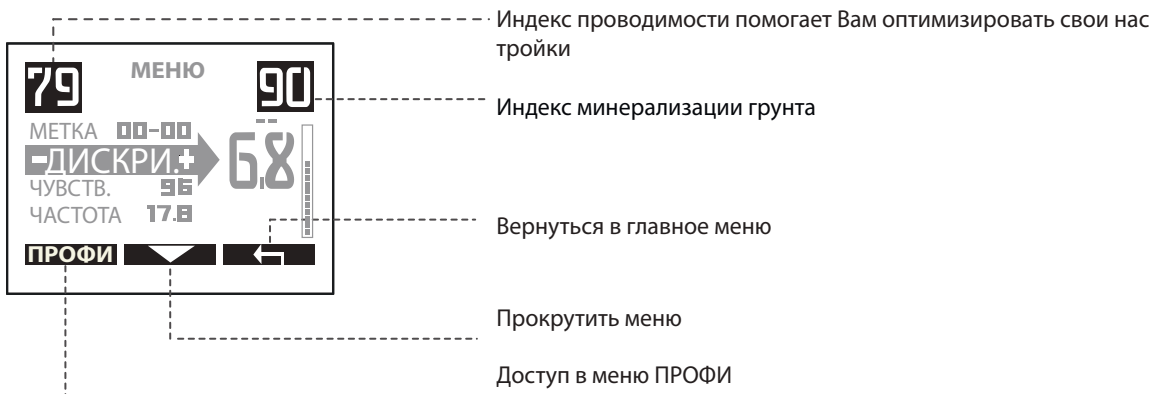 Индекс проводимости помогает Вам оптимизировать свои нас
тройки
79 МЕНЮ 90
Индекс минерализации грунта
МЕТКА 00-00
-ДИСКРИ.+ 6.8
ЧУВСТВ. 96
ЧАСТОТА 17.8
Вернуться в главное меню
ПРОФИ
Прокрутить меню
Доступ в меню ПРОФИ